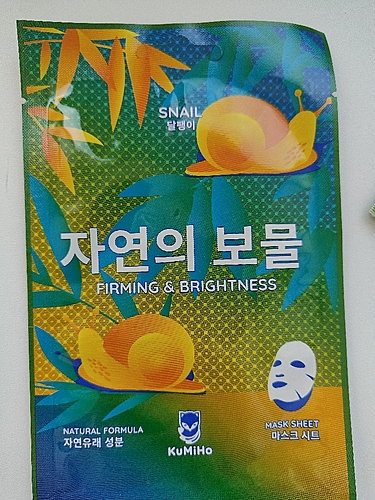 SNAIL
달팽이
자연의 보물
FIRMING & BRIGHTNESS
NATURAL FORMULA
자연유래 성분
KuMiHo
MASK SHEET
마스크 시트